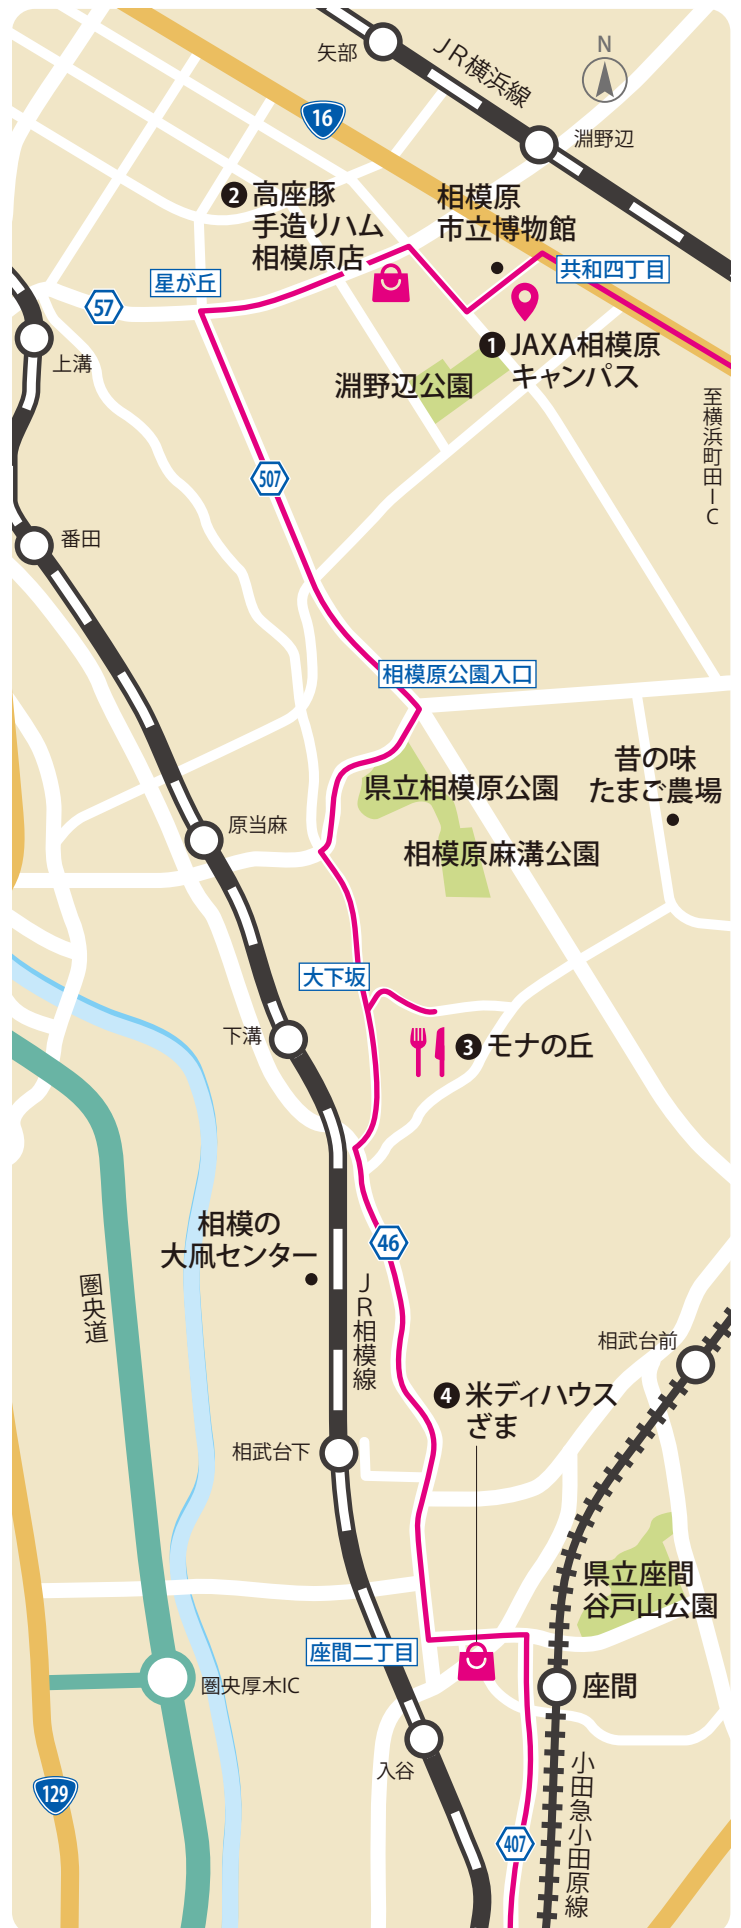 矢部
JR横浜線
N
16
淵野辺
❷高座豚
手造りハム
相模原店
相模原
市立博物館
星が丘
共和四丁目
57
❶JAXA相模原
キャンパス
上溝
淵野辺公園
至横浜町田IC
507
番田
相模原公園入口
昔の味
たまご農場
県立相模原公園
原当麻
相模原麻溝公園
大下坂
下溝
❸モナの丘
相模の
大凧センター
46
圏央道
JR相模線
相武台前
❹米ディハウス
ざま
相武台下
県立座間
谷戸山公園
座間二丁目
圏央厚木IC
座間
入谷
129
小田急小田原線
407